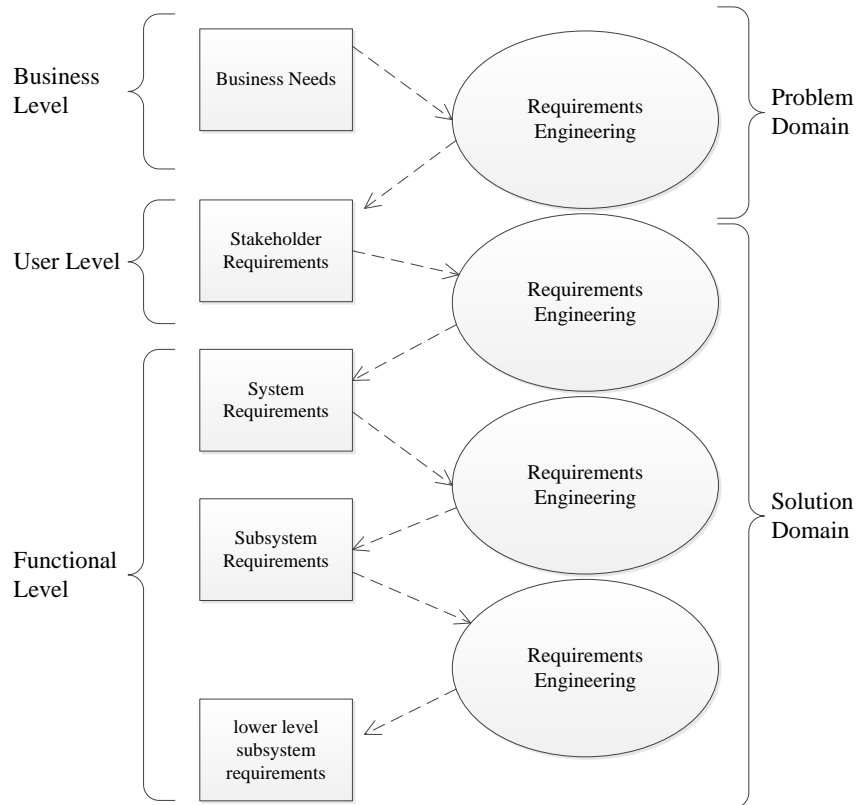 Business
Level
Business Needs
Requirements
Engineering
Problem
Domain
User Level
Stakeholder
Requirements
Requirements
Engineering
System
Requirements
Requirements
Engineering
Solution
Domain
Functional
Level
Subsystem
Requirements
Requirements
Engineering
lower level
subsystem
requirements